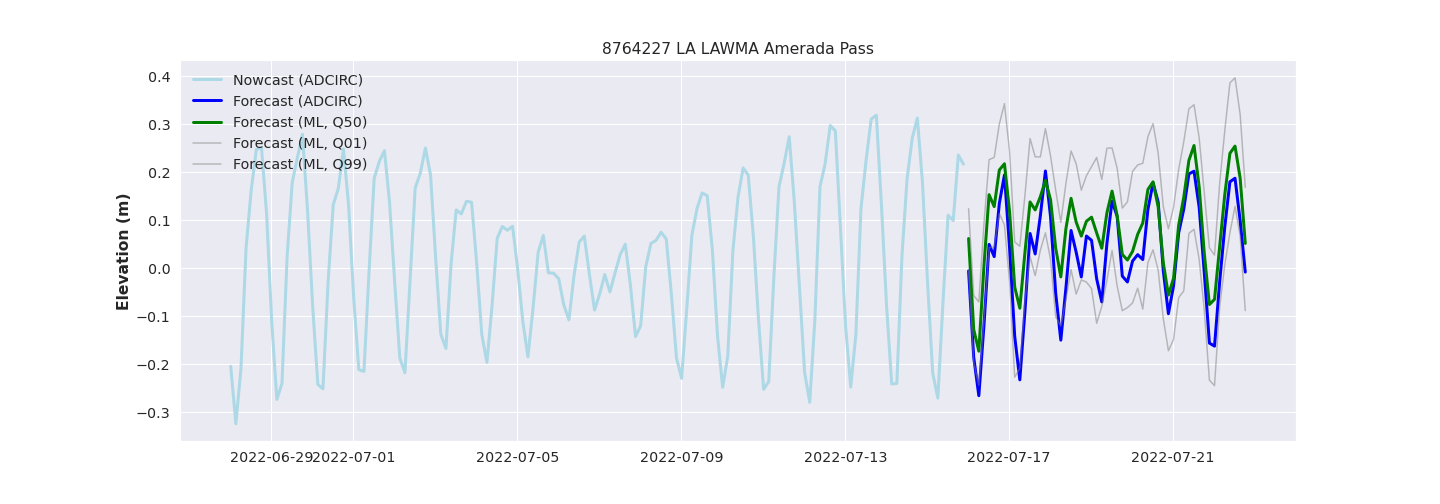 8764227 LA LAWMA Amerada Pass
Nowcast (ADCIRC)
Forecast (ADCIRC)
Forecast (ML, Q50)
Forecast (ML, Q01)
Forecast (ML, Q99)
Elevation (m)
0.4
0.3
0.2
0.1
0.0
−0.1
−0.2
−0.3
2022-06-29 2022-07-01 2022-07-05 2022-07-09 2022-07-13 2022-07-17 2022-07-21